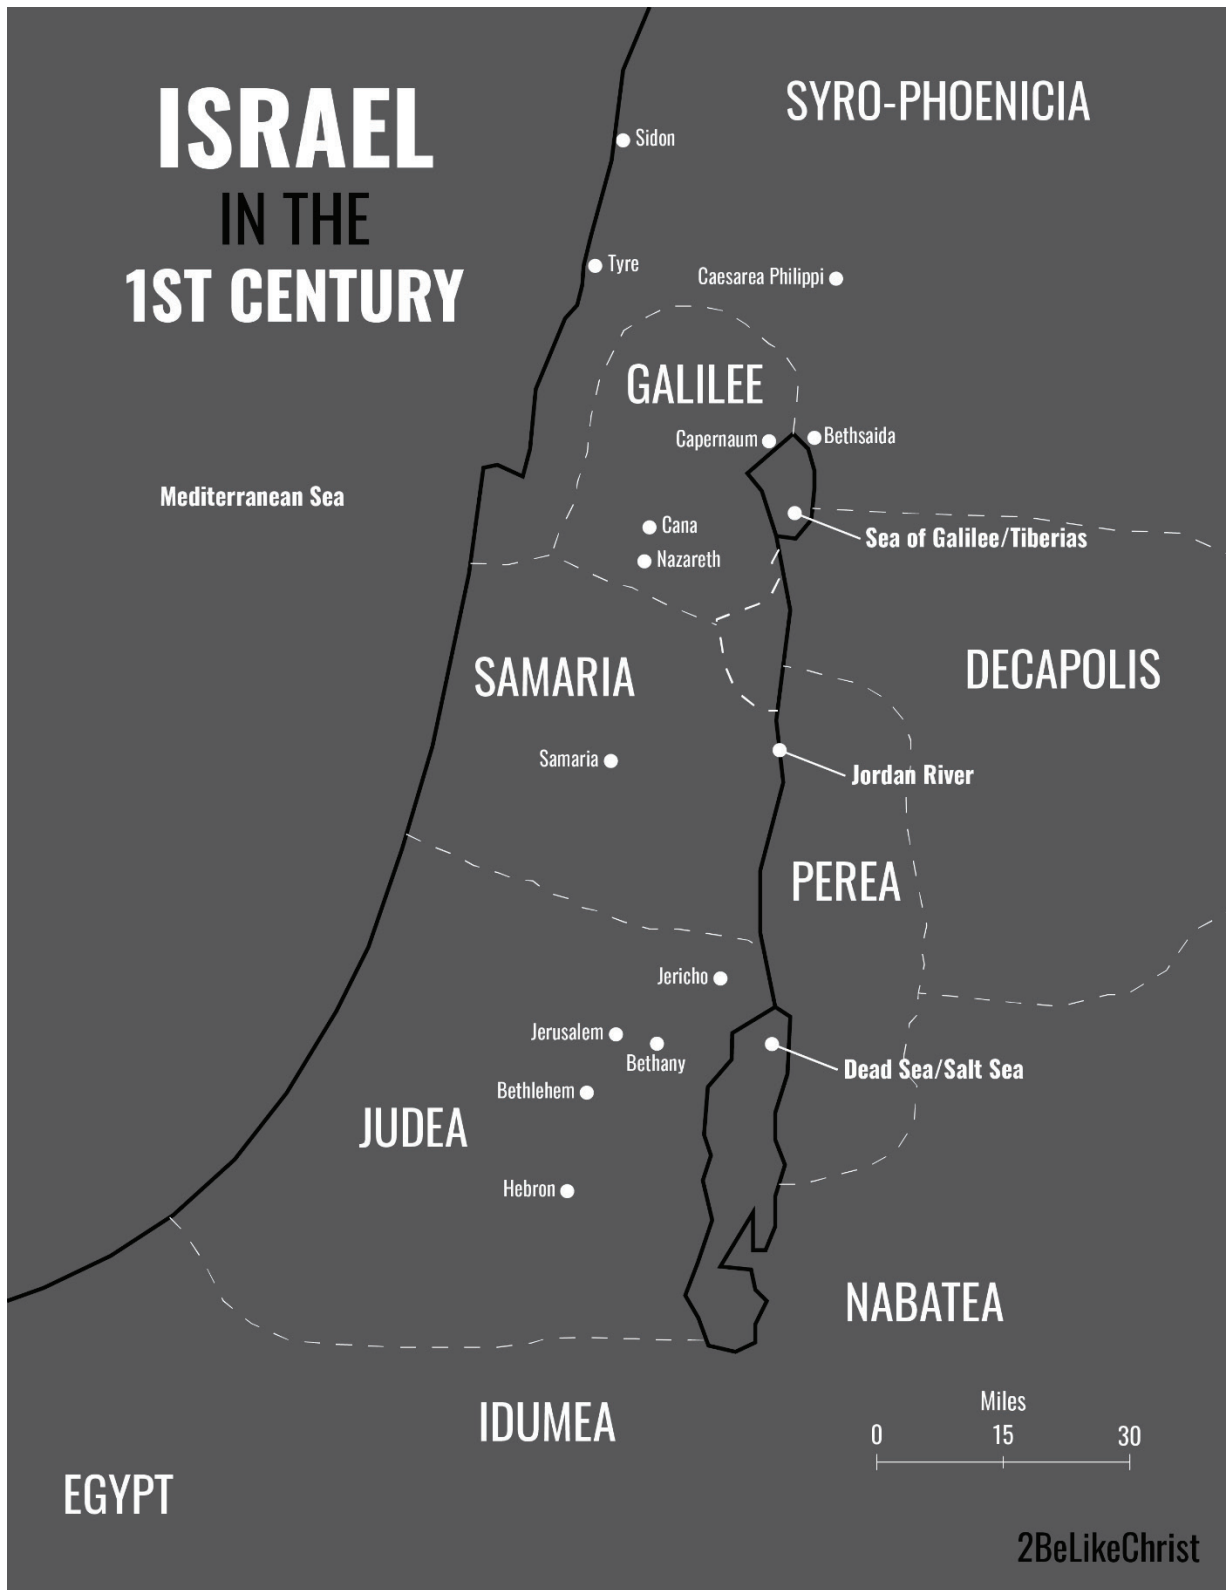 ISRAEL
IN THE
1ST CENTURY
SYRO-PHOENICIA
Sidon
Tyre
Caesarea Philippi
GALILEE
Capernaum
Bethsaida
Mediterranean Sea
Cana
Sea of Galilee/Tiberias
Nazareth
SAMARIA
DECAPOLIS
Samaria
Jordan River
PEREA
Jericho
Jerusalem
Bethany
Dead Sea/Salt Sea
Bethlehem
JUDEA
Hebron
NABATEA
IDUMEA
Miles
0 15 30
EGYPT
2BeLikeChrist